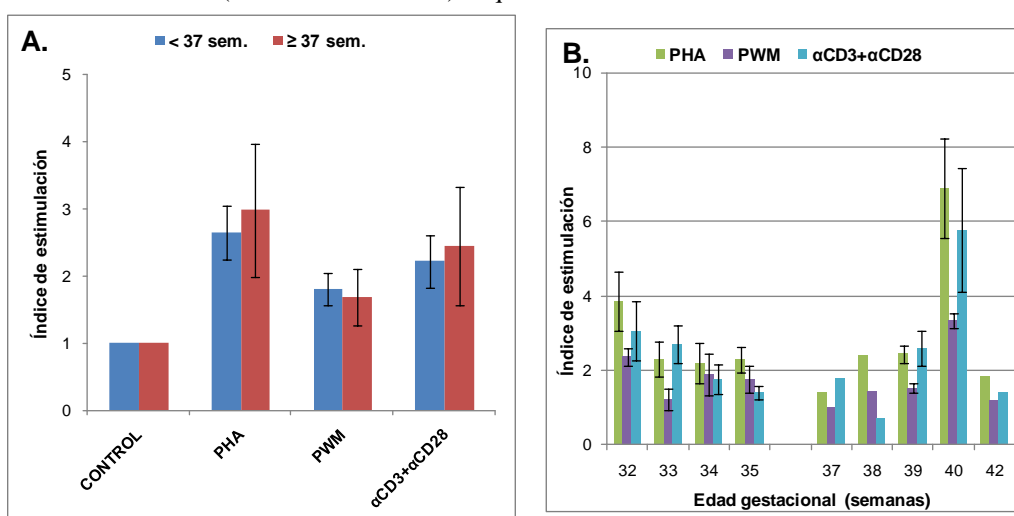 A.
< 37 sem. ≥ 37 sem.
Índice de estimulación
5
4
3
2
1
0
CONTROL PHA PWM αCD3+αCD28
B.
PHA PWM αCD3+αCD28
Índice de estimulación
10
8
6
4
2
0
32 33 34 35 37 38 39 40 42
Edad gestacional (semanas)